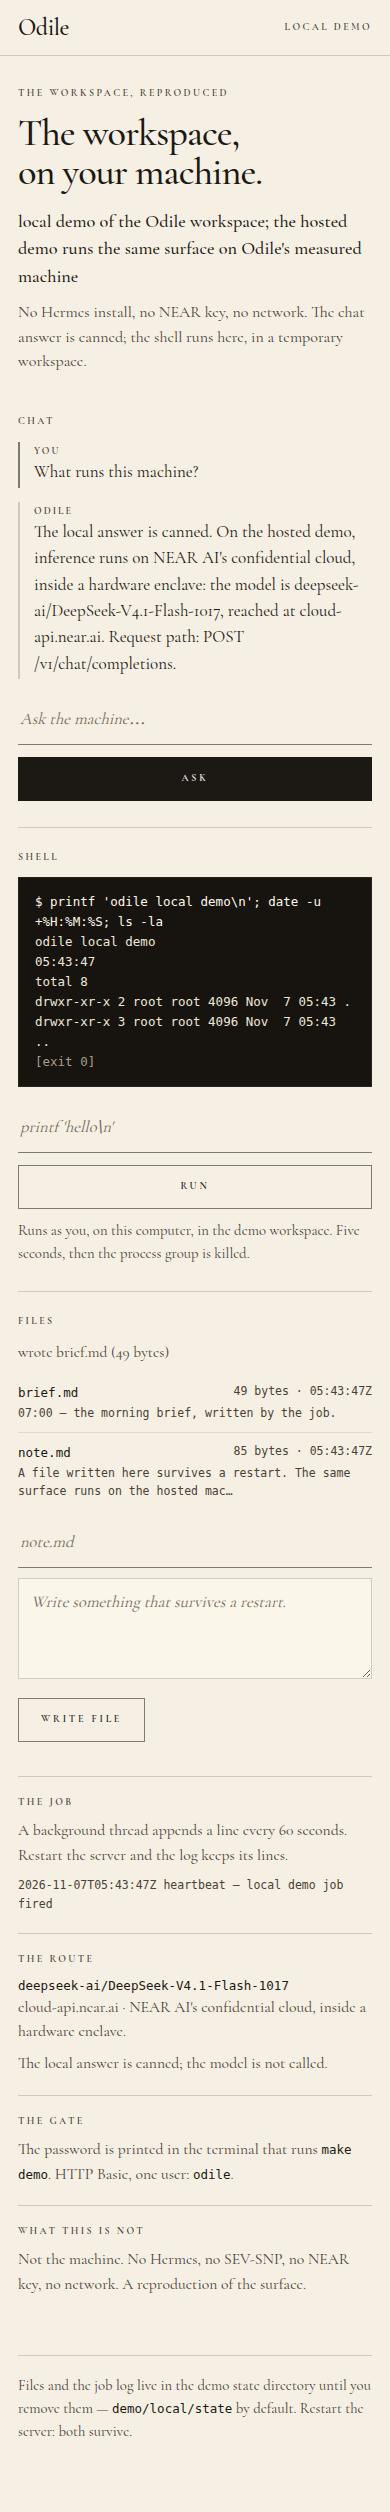 Odile
LOCAL DEMO
THE WORKSPACE, REPRODUCED
The workspace,
on your machine.
local demo of the Odile workspace; the hosted
demo runs the same surface on Odile's measured
machine
No Hermes install, no NEAR key, no network. The chat
answer is canned; the shell runs here, in a temporary
workspace.
CHAT
YOU
What runs this machine?
ODILE
The local answer is canned. On the hosted demo,
inference runs on NEAR AI's confidential cloud,
inside a hardware enclave: the model is deepseek-
ai/DeepSeek-V4.1-Flash-1017, reached at cloud-
api.near.ai. Request path: POST
/v1/chat/completions.
Ask the machine...
ASK
SHELL
$ printf 'odile local demo\n'; date -u
+%H:%M:%S; ls -la
odile local demo
05:43:47
total 8
drwxr-xr-x 2 root root 4096 Nov  7 05:43 .
drwxr-xr-x 3 root root 4096 Nov  7 05:43
..
[exit 0]
printf 'hello\n'
RUN
Runs as you, on this computer, in the demo workspace. Five
seconds, then the process group is killed.
FILES
wrote brief.md (49 bytes)
brief.md 49 bytes · 05:43:47Z
07:00 — the morning brief, written by the job.
note.md 85 bytes · 05:43:47Z
A file written here survives a restart. The same
surface runs on the hosted mac…
note.md
Write something that survives a restart.
WRITE FILE
THE JOB
A background thread appends a line every 60 seconds.
Restart the server and the log keeps its lines.
2026-11-07T05:43:47Z heartbeat — local demo job
fired
THE ROUTE
deepseek-ai/DeepSeek-V4.1-Flash-1017
cloud-api.near.ai · NEAR AI's confidential cloud, inside a
hardware enclave.
The local answer is canned; the model is not called.
THE GATE
The password is printed in the terminal that runs make
demo. HTTP Basic, one user: odile.
WHAT THIS IS NOT
Not the machine. No Hermes, no SEV-SNP, no NEAR
key, no network. A reproduction of the surface.
Files and the job log live in the demo state directory until you
remove them — demo/local/state by default. Restart the
server: both survive.